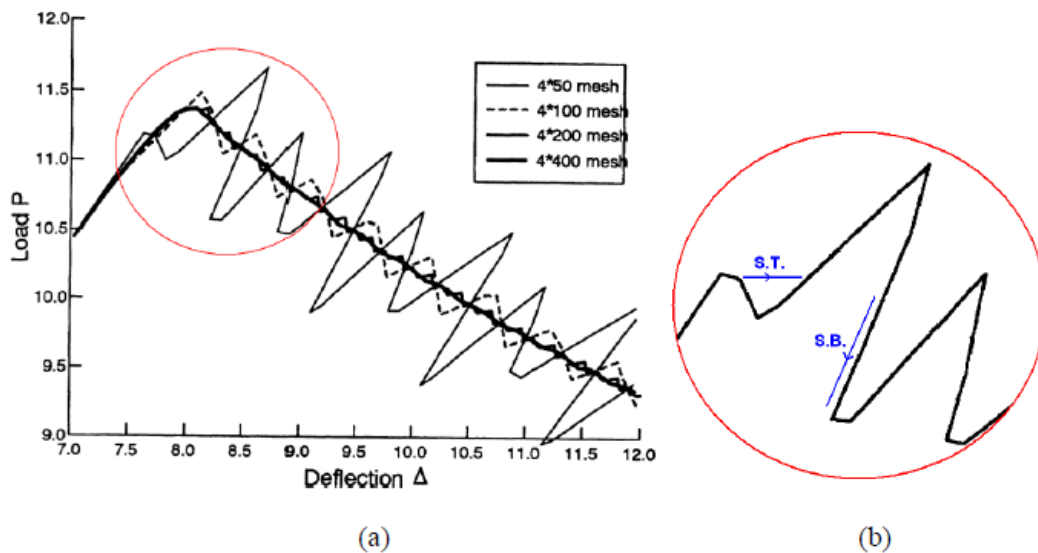 12.0
11.5
11.0
10.5
10.0
9.5
9.0
Load P
7.0 7.5 8.0 8.5 9.0 9.5 10.0 10.5 11.0 11.5 12.0
Deflection Δ
4*50 mesh
4*100 mesh
4*200 mesh
4*400 mesh
S.T.
S.B.
(a)
(b)